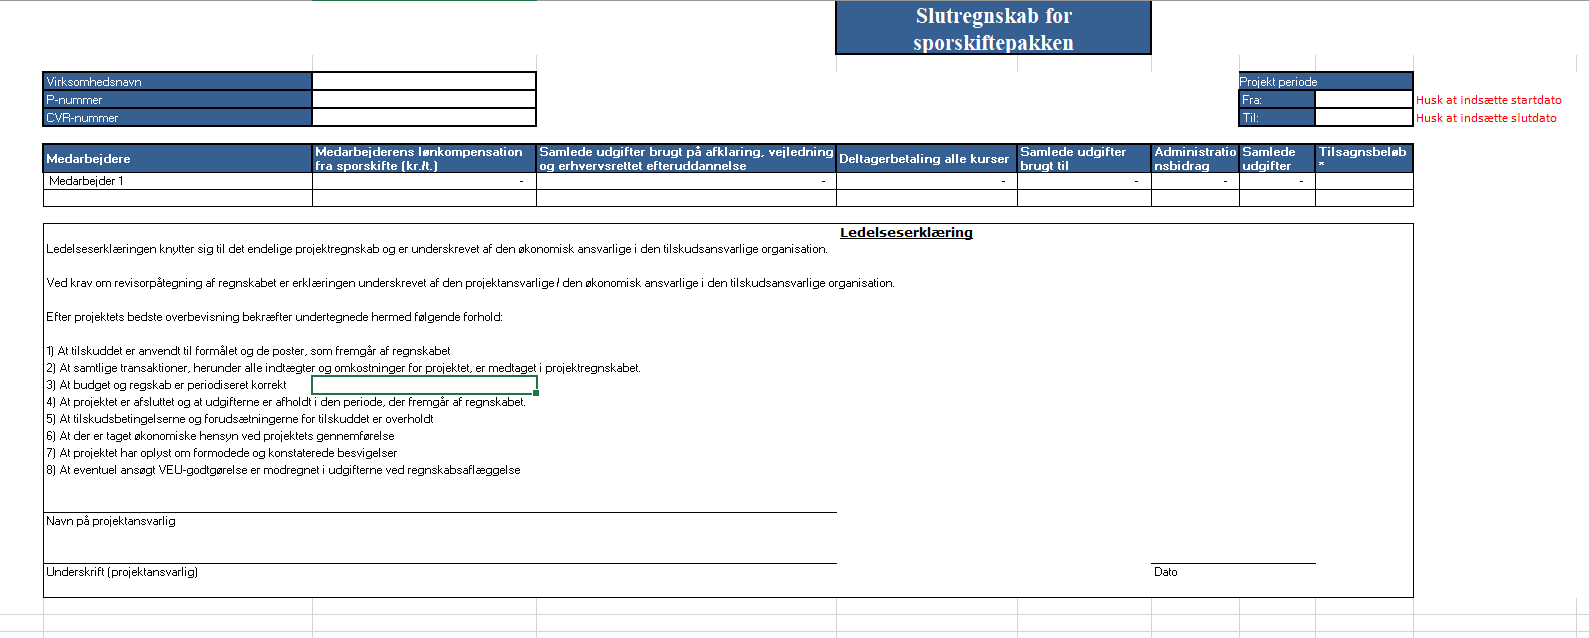 Slutregnskab for
sporskiftepakken
Virksomhedsnavn
P-nummer
CVR-nummer
Projekt periode
Fra:
Husk at indsætte startdato
Til:
Husk at indsætte slutdato
Medarbejdere
Medarbejderens lønkompensation
fra sporskifte (kr./t.)
Samlede udgifter brugt på afklaring, vejledning
og erhvervsrettet efteruddannelse
Deltagerbetaling alle kurser
Samlede udgifter
brugt til
Administratio
nsbidrag
Samlede
udgifter
Tilsagnsbeløb
*
Medarbejder 1 - - - - - -
Ledelseserklæring
Ledelseserklæringen knytter sig til det endelige projektregnskab og er underskrevet af den økonomisk ansvarlige i den tilskudsansvarlige organisation.
Ved krav om revisorpåtegning af regnskabet er erklæringen underskrevet af den projektansvarlige / den økonomisk ansvarlige i den tilskudsansvarlige organisation.
Efter projektets bedste overbevisning bekræfter undertegnede hermed følgende forhold:
1) At tilskuddet er anvendt til formålet og de poster, som fremgår af regnskabet
2) At samtlige transaktioner, herunder alle indtægter og omkostninger for projektet, er medtaget i projektregnskabet.
3) At budget og regskab er periodiseret korrekt
4) At projektet er afsluttet og at udgifterne er afholdt i den periode, der fremgår af regnskabet.
5) At tilskudsbetingelserne og forudsætningerne for tilskuddet er overholdt
6) At der er taget økonomiske hensyn ved projektets gennemførelse
7) At projektet har oplyst om formodede og konstaterede besvigelser
8) At eventuel ansøgt VEU-godtgørelse er modregnet i udgifterne ved regnskabsaflæggelse
Navn på projektansvarlig
Underskrift (projektansvarlig)
Dato